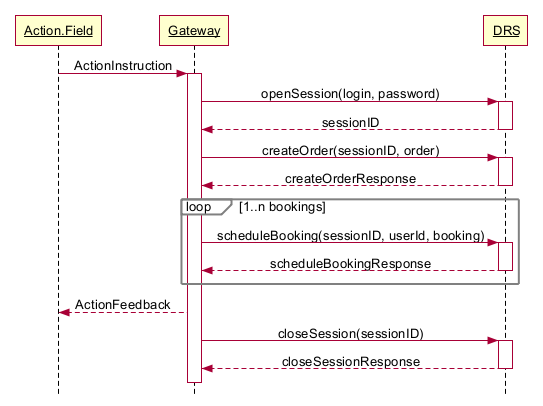 Action.Field Gateway DRS
ActionInstruction
openSession(login, password)
sessionID
createOrder(sessionID, order)
createOrderResponse
loop [1..n bookings]
scheduleBooking(sessionID, userId, booking)
scheduleBookingResponse
ActionFeedback
closeSession(sessionID)
closeSessionResponse